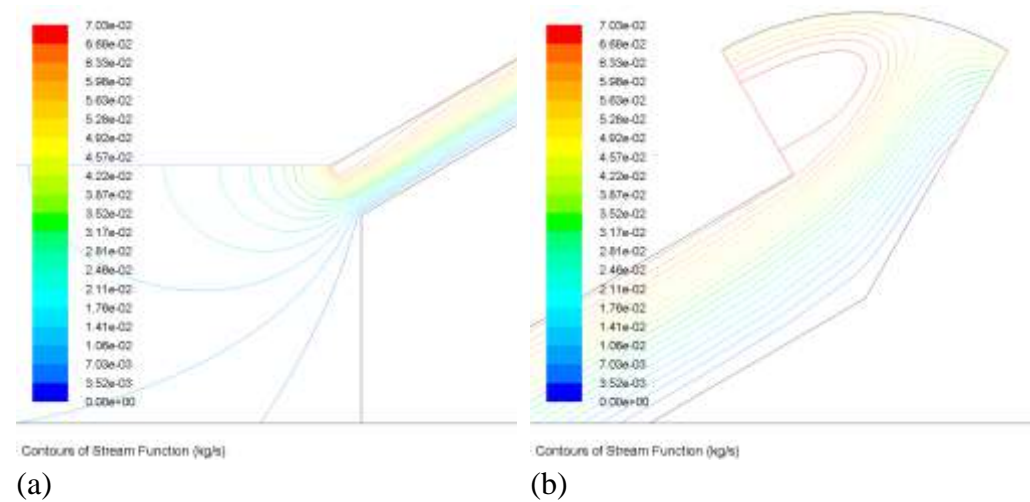 7.03e-02
6.68e-02
6.33e-02
5.98e-02
5.63e-02
5.28e-02
4.92e-02
4.57e-02
4.22e-02
3.87e-02
3.52e-02
3.17e-02
2.81e-02
2.46e-02
2.11e-02
1.76e-02
1.41e-02
1.06e-02
7.03e-03
3.52e-03
0.00e+00
Contours of Stream Function (kg/s)
(a)
7.03e-02
6.68e-02
6.33e-02
5.98e-02
5.63e-02
5.28e-02
4.92e-02
4.57e-02
4.22e-02
3.87e-02
3.52e-02
3.17e-02
2.81e-02
2.46e-02
2.11e-02
1.76e-02
1.41e-02
1.06e-02
7.03e-03
3.52e-03
0.00e+00
Contours of Stream Function (kg/s)
(b)